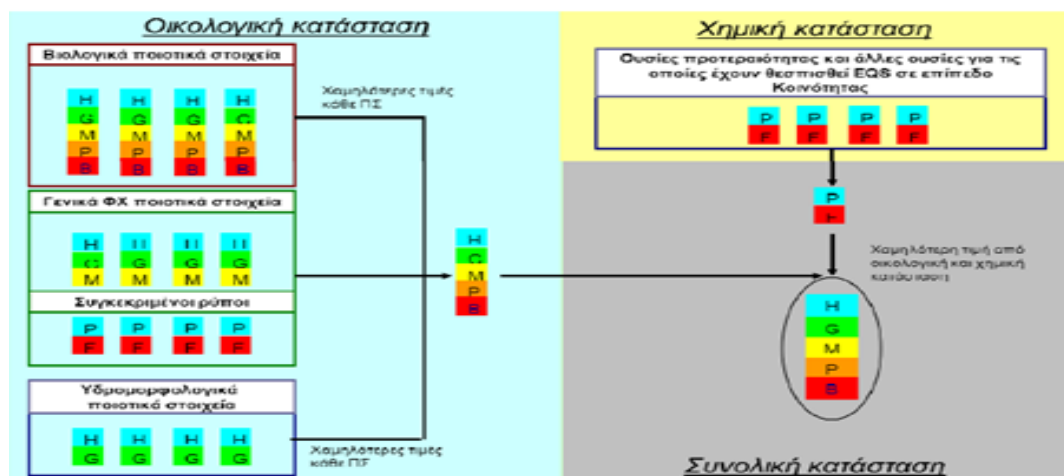 Οικολογική κατάσταση
Βιολογικά ποιοτικά στοιχεία
H H H H
G G G C
M M M M
P P P P
B B B B
Χαμηλότερες τιμές
κάθε ΠΣ
Γενικά ΦΧ ποιοτικά στοιχεία
H H H H
C G G G
M M M M
Συγκεκριμένοι ρύποι
P P P P
F F F F
Υδρομορφολογικά
ποιοτικά στοιχεία
H H H H
G G G G
Χαμηλότερες τιμές
κάθε ΠΣ
H
C
M
P
B
Χημική κατάσταση
Ουσίες προτεραιότητας και άλλες ουσίες για τις
οποίες έχουν θεσπισθεί EQS σε επίπεδο
Κοινότητας
P P P P
F F F F
P
F
Χαμηλότερη τιμή από
οικολογική και χημική
κατάσταση
H
G
M
P
B
Συνολική κατάσταση